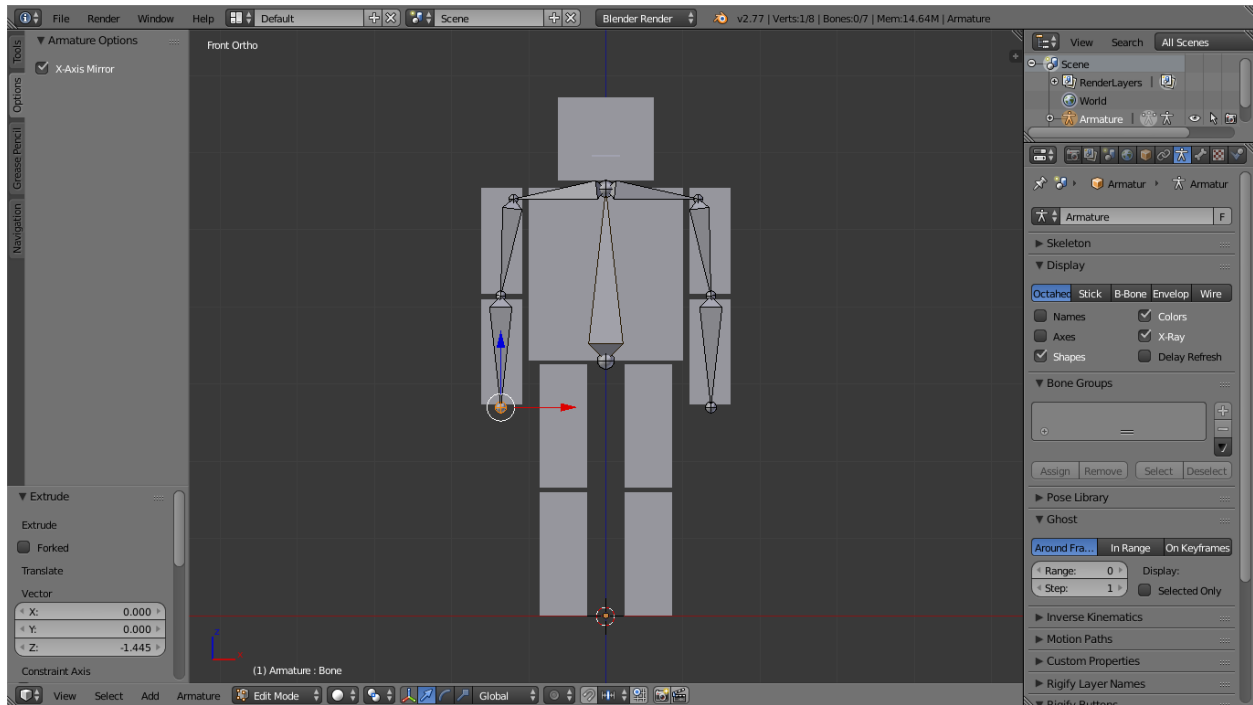 File Render Window Help Default Scene Blender Render v2.77 | Verts:1/8 | Bones:0/7 | Mem:14.64M | Armature
Tools
Options
Grease Pencil
Navigation
Armature Options
X-Axis Mirror
Extrude
Extrude
Forked
Translate
Vector
X: 0.000
Y: 0.000
Z: -1.445
Constraint Axis
Front Ortho
z
x
(1) Armature : Bone
View Select Add Armature Edit Mode Global
View Search All Scenes
Scene
RenderLayers |
World
Armature |
Armatur Armatur
Armature F
Skeleton
Display
Octahed Stick B-Bone Envelop Wire
Names Colors
Axes X-Ray
Shapes Delay Refresh
Bone Groups
Assign Remove Select Deselect
Pose Library
Ghost
Around Fra... In Range On Keyframes
Range: 0 Display:
Step: 1 Selected Only
Inverse Kinematics
Motion Paths
Custom Properties
Rigify Layer Names
Rigify Buttons